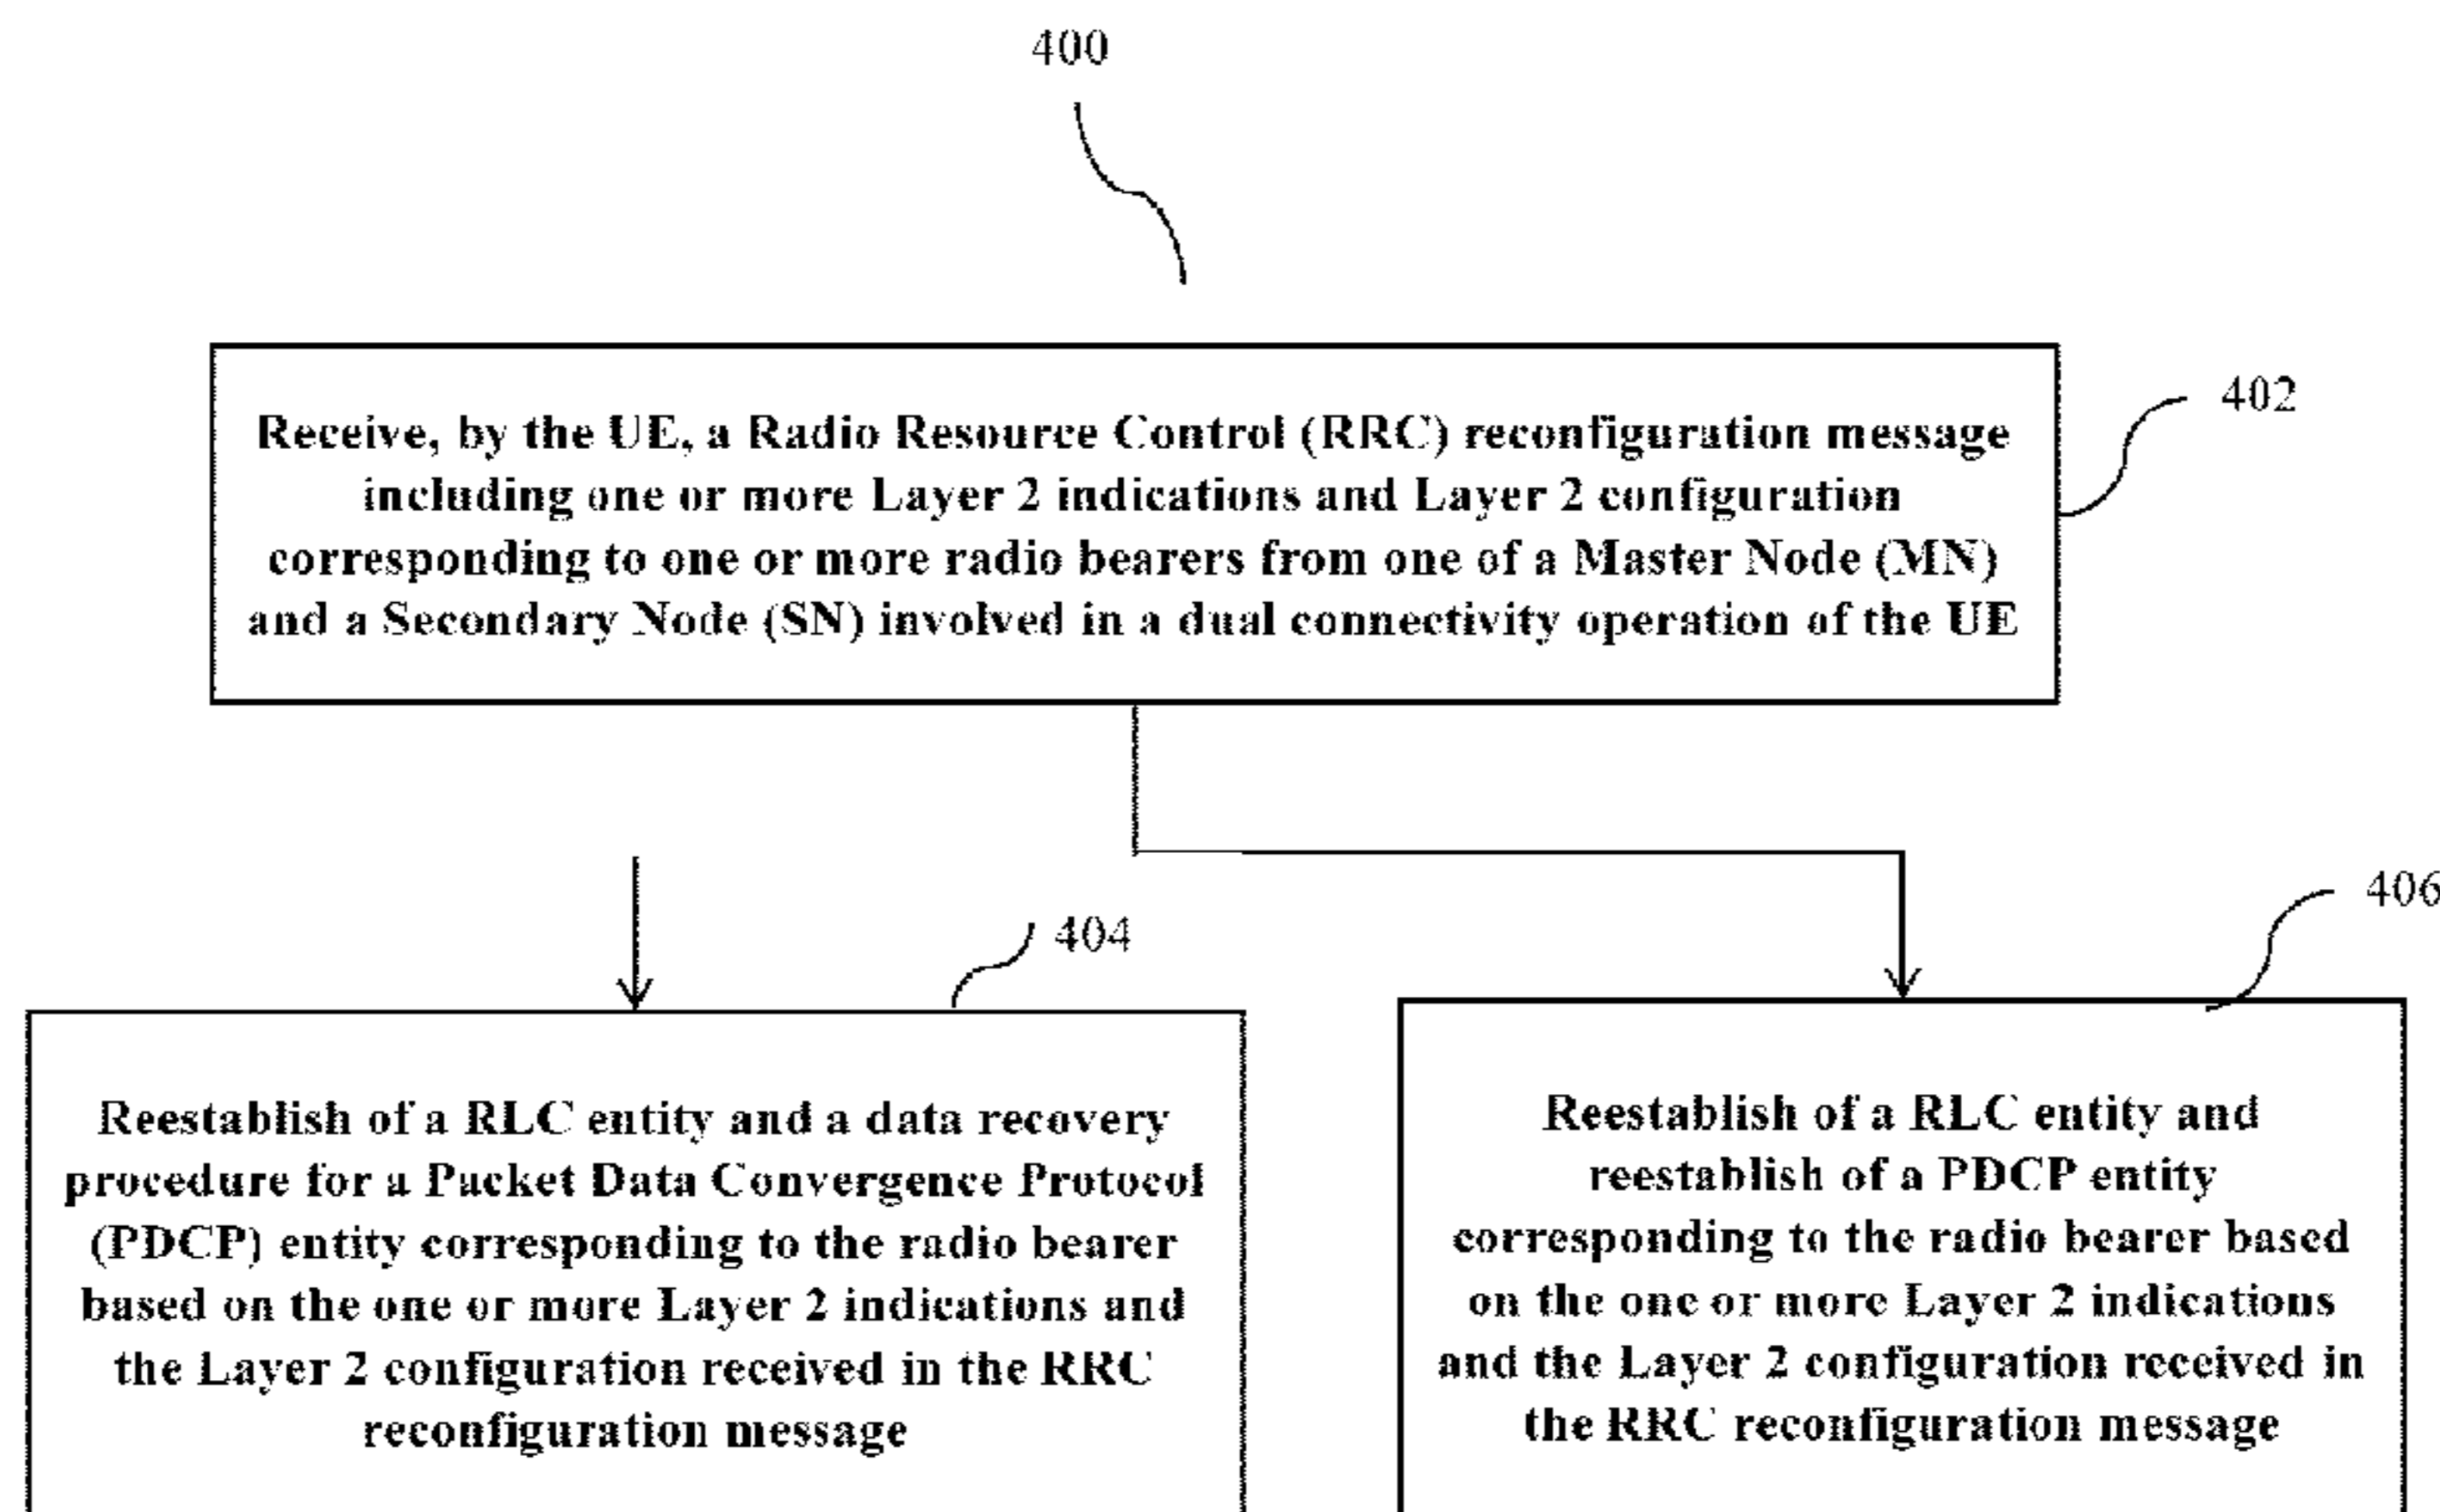 400
Receive, by the UE, a Radio Resource Control (RRC) reconfiguration message
including one or more Layer 2 indications and Layer 2 configuration
corresponding to one or more radio bearers from one of a Master Node (MN)
and a Secondary Node (SN) involved in a dual connectivity operation of the UE
402
404
Reestablish of a RLC entity and a data recovery
procedure for a Packet Data Convergence Protocol
(PDCP) entity corresponding to the radio bearer
based on the one or more Layer 2 indications and
the Layer 2 configuration received in the RRC
reconfiguration message
406
Reestablish of a RLC entity and
reestablish of a PDCP entity
corresponding to the radio bearer based
on the one or more Layer 2 indications
and the Layer 2 configuration received in
the RRC reconfiguration message